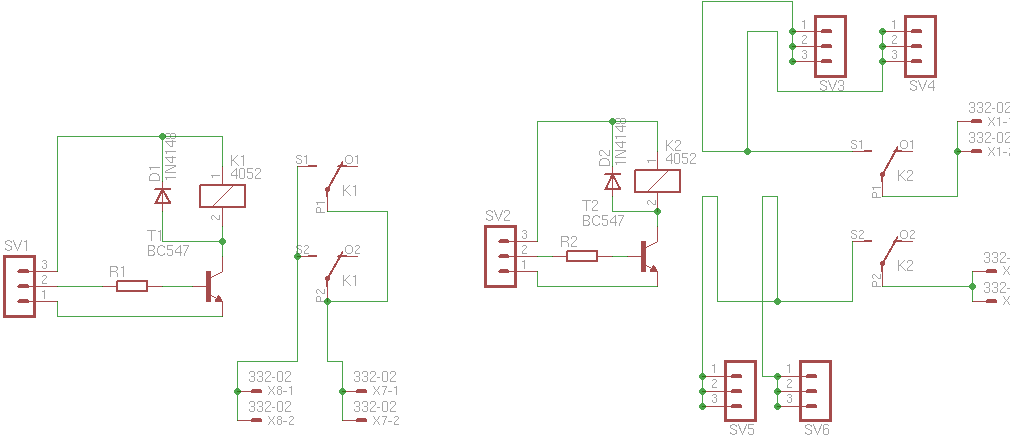 SV1
3
2
1
R1
T1
BC547
D1
1N4148
K1
4052
1
2
S1
O1
P1
K1
S2
O2
P2
K1
332-02
X8-1
332-02
X8-2
332-02
X7-1
332-02
X7-2
SV2
3
2
1
R2
T2
BC547
D2
1N4148
K2
4052
1
2
1
2
3
SV3
1
2
3
SV4
S1
O1
P1
K2
332-02
X1-
332-02
X1-
S2
O2
P2
K2
332-
X
332-
X
1
2
3
SV5
1
2
3
SV6